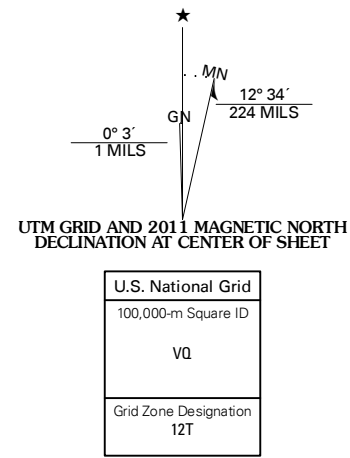 ★
MN
12° 34´
224 MILS
GN
0° 3´
1 MILS
UTM GRID AND 2011 MAGNETIC NORTH
DECLINATION AT CENTER OF SHEET
U.S. National Grid
100,000-m Square ID
VQ
Grid Zone Designation
12T